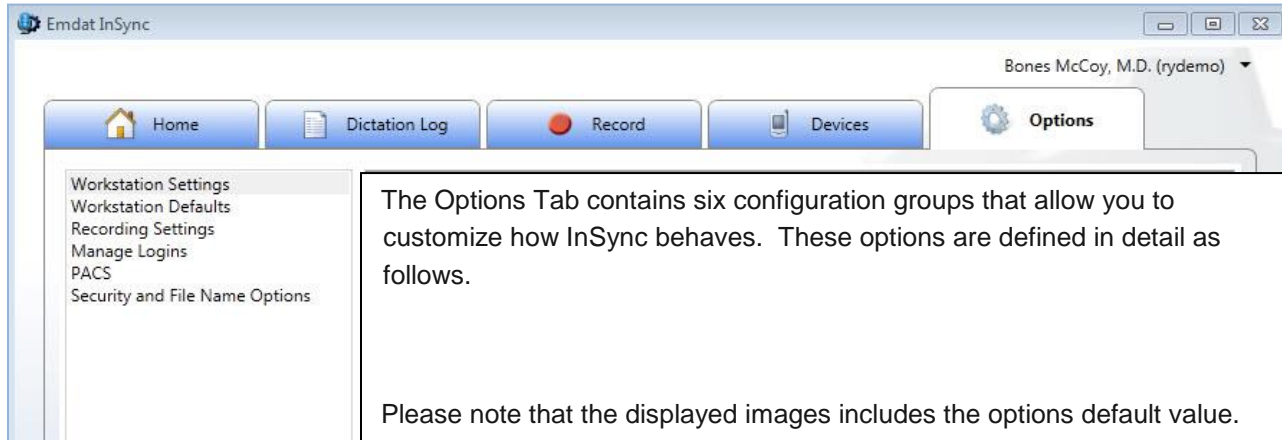 Emdat InSync
Bones McCoy, M.D. (rydemo)
Home
Dictation Log
Record
Devices
Options
Workstation Settings
Workstation Defaults
Recording Settings
Manage Logins
PACS
Security and File Name Options
The Options Tab contains six configuration groups that allow you to
customize how InSync behaves. These options are defined in detail as
follows.
Please note that the displayed images includes the options default value.